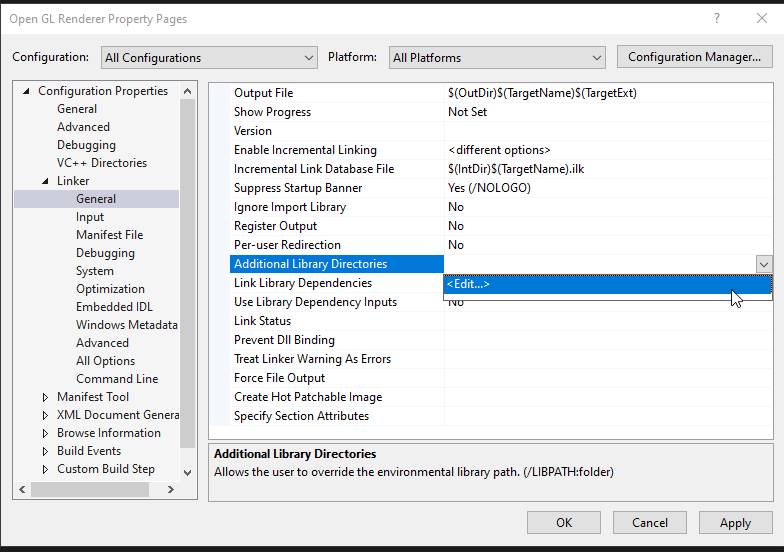 Open GL Renderer Property Pages
Configuration: All Configurations Platform: All Platforms Configuration Manager...
Configuration Properties
General
Advanced
Debugging
VC++ Directories
Linker
General
Input
Manifest File
Debugging
System
Optimization
Embedded IDL
Windows Metadata
Advanced
All Options
Command Line
Manifest Tool
XML Document Genera
Browse Information
Build Events
Custom Build Step
Output File $(OutDir)$(TargetName)$(TargetExt)
Show Progress Not Set
Version
Enable Incremental Linking <different options>
Incremental Link Database File $(IntDir)$(TargetName).ilk
Suppress Startup Banner Yes (/NOLOGO)
Ignore Import Library No
Register Output No
Per-user Redirection No
Additional Library Directories
Link Library Dependencies <Edit...>
Use Library Dependency Inputs No
Link Status
Prevent Dll Binding
Treat Linker Warning As Errors
Force File Output
Create Hot Patchable Image
Specify Section Attributes
Additional Library Directories
Allows the user to override the environmental library path. (/LIBPATH:folder)
OK Cancel Apply